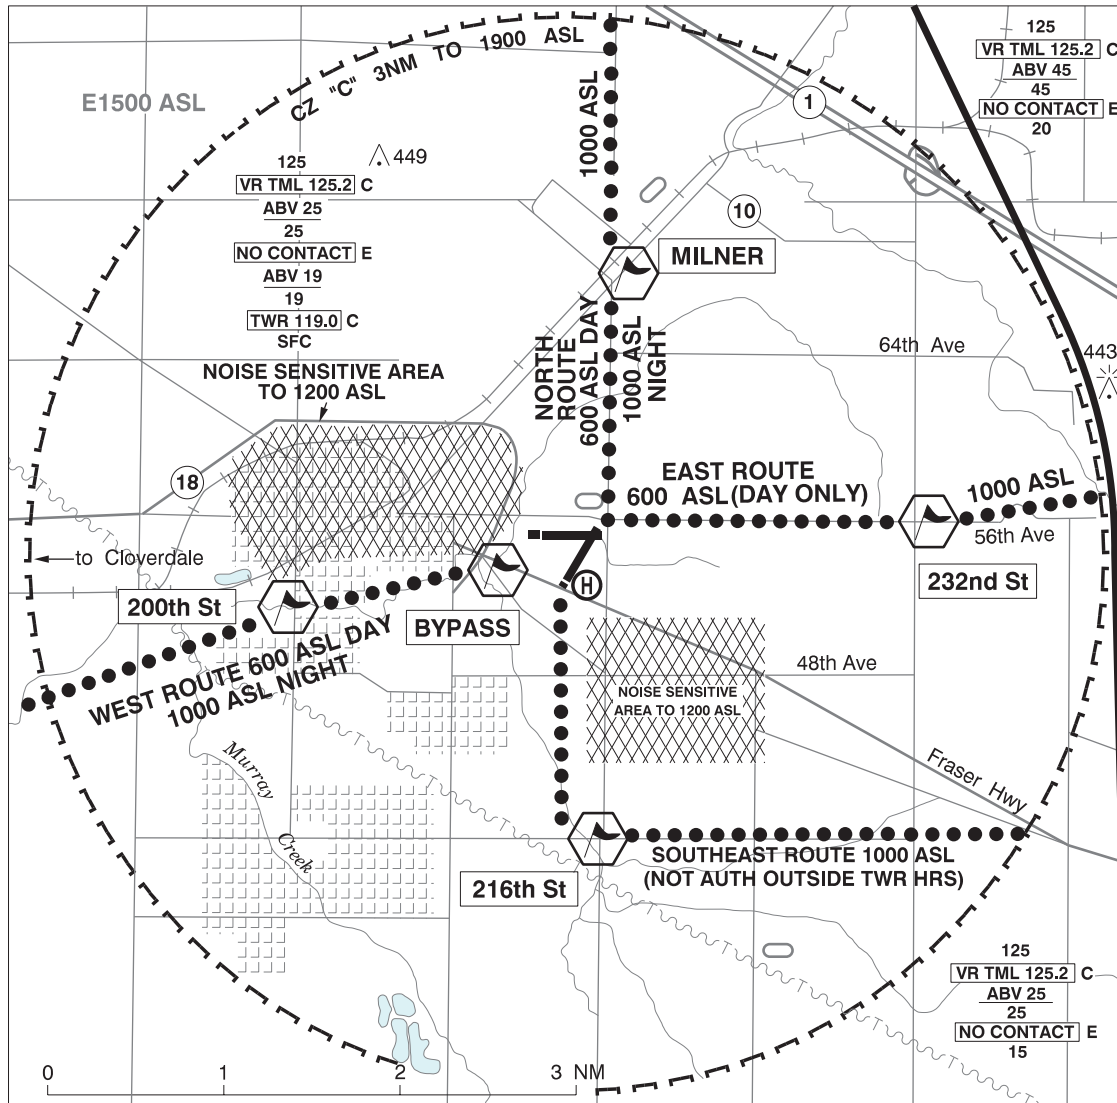 CZ "C" 3NM TO 1900 ASL
E1500 ASL
125
VR TML 125.2 C
ABV 25
25
NO CONTACT E
ABV 19
19
TWR 119.0 C
SFC
449
1000 ASL
1
125
VR TML 125.2 C
ABV 45
45
NO CONTACT E
20
10
MILNER
NORTH
ROUTE
600 ASL DAY
1000 ASL
NIGHT
64th Ave
443
NOISE SENSITIVE AREA
TO 1200 ASL
18
EAST ROUTE
600 ASL (DAY ONLY)
1000 ASL
56th Ave
to Cloverdale
H
200th St
BYPASS
232nd St
WEST ROUTE 600 ASL DAY
1000 ASL NIGHT
48th Ave
NOISE SENSITIVE
AREA TO 1200 ASL
Murray
Creek
Fraser Hwy
216th St
SOUTHEAST ROUTE 1000 ASL
(NOT AUTH OUTSIDE TWR HRS)
125
VR TML 125.2 C
ABV 25
25
NO CONTACT E
15
0 1 2 3 NM